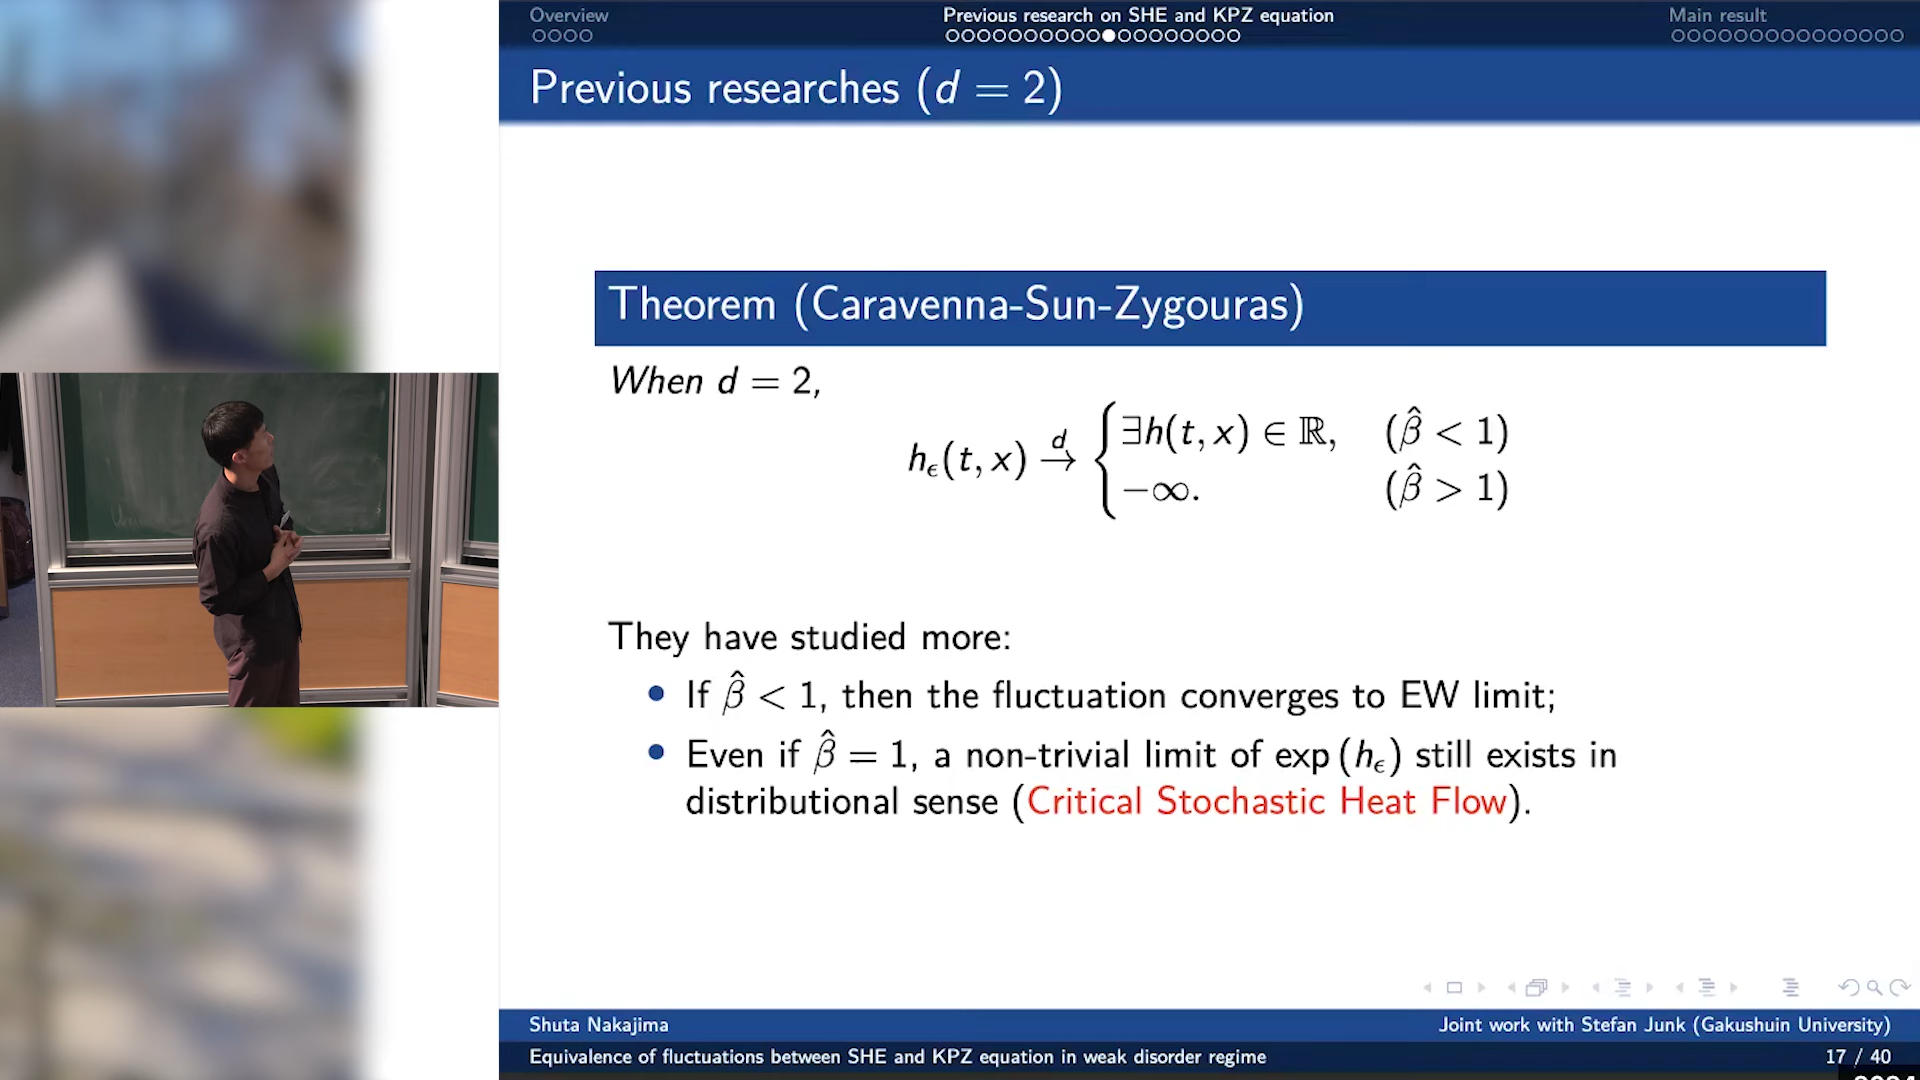 Overview
Previous research on SHE and KPZ equation
Main result
Previous researches (d = 2)
Theorem (Caravenna-Sun-Zygouras)
When d = 2,
h_ϵ(t, x) →^d { ∃h(t, x) ∈ ℝ, (β̂ < 1)
−∞. (β̂ > 1)
They have studied more:
• If β̂ < 1, then the fluctuation converges to EW limit;
• Even if β̂ = 1, a non-trivial limit of exp (h_ϵ) still exists in
distributional sense (Critical Stochastic Heat Flow).
Shuta Nakajima
Joint work with Stefan Junk (Gakushuin University)
Equivalence of fluctuations between SHE and KPZ equation in weak disorder regime
17 / 40